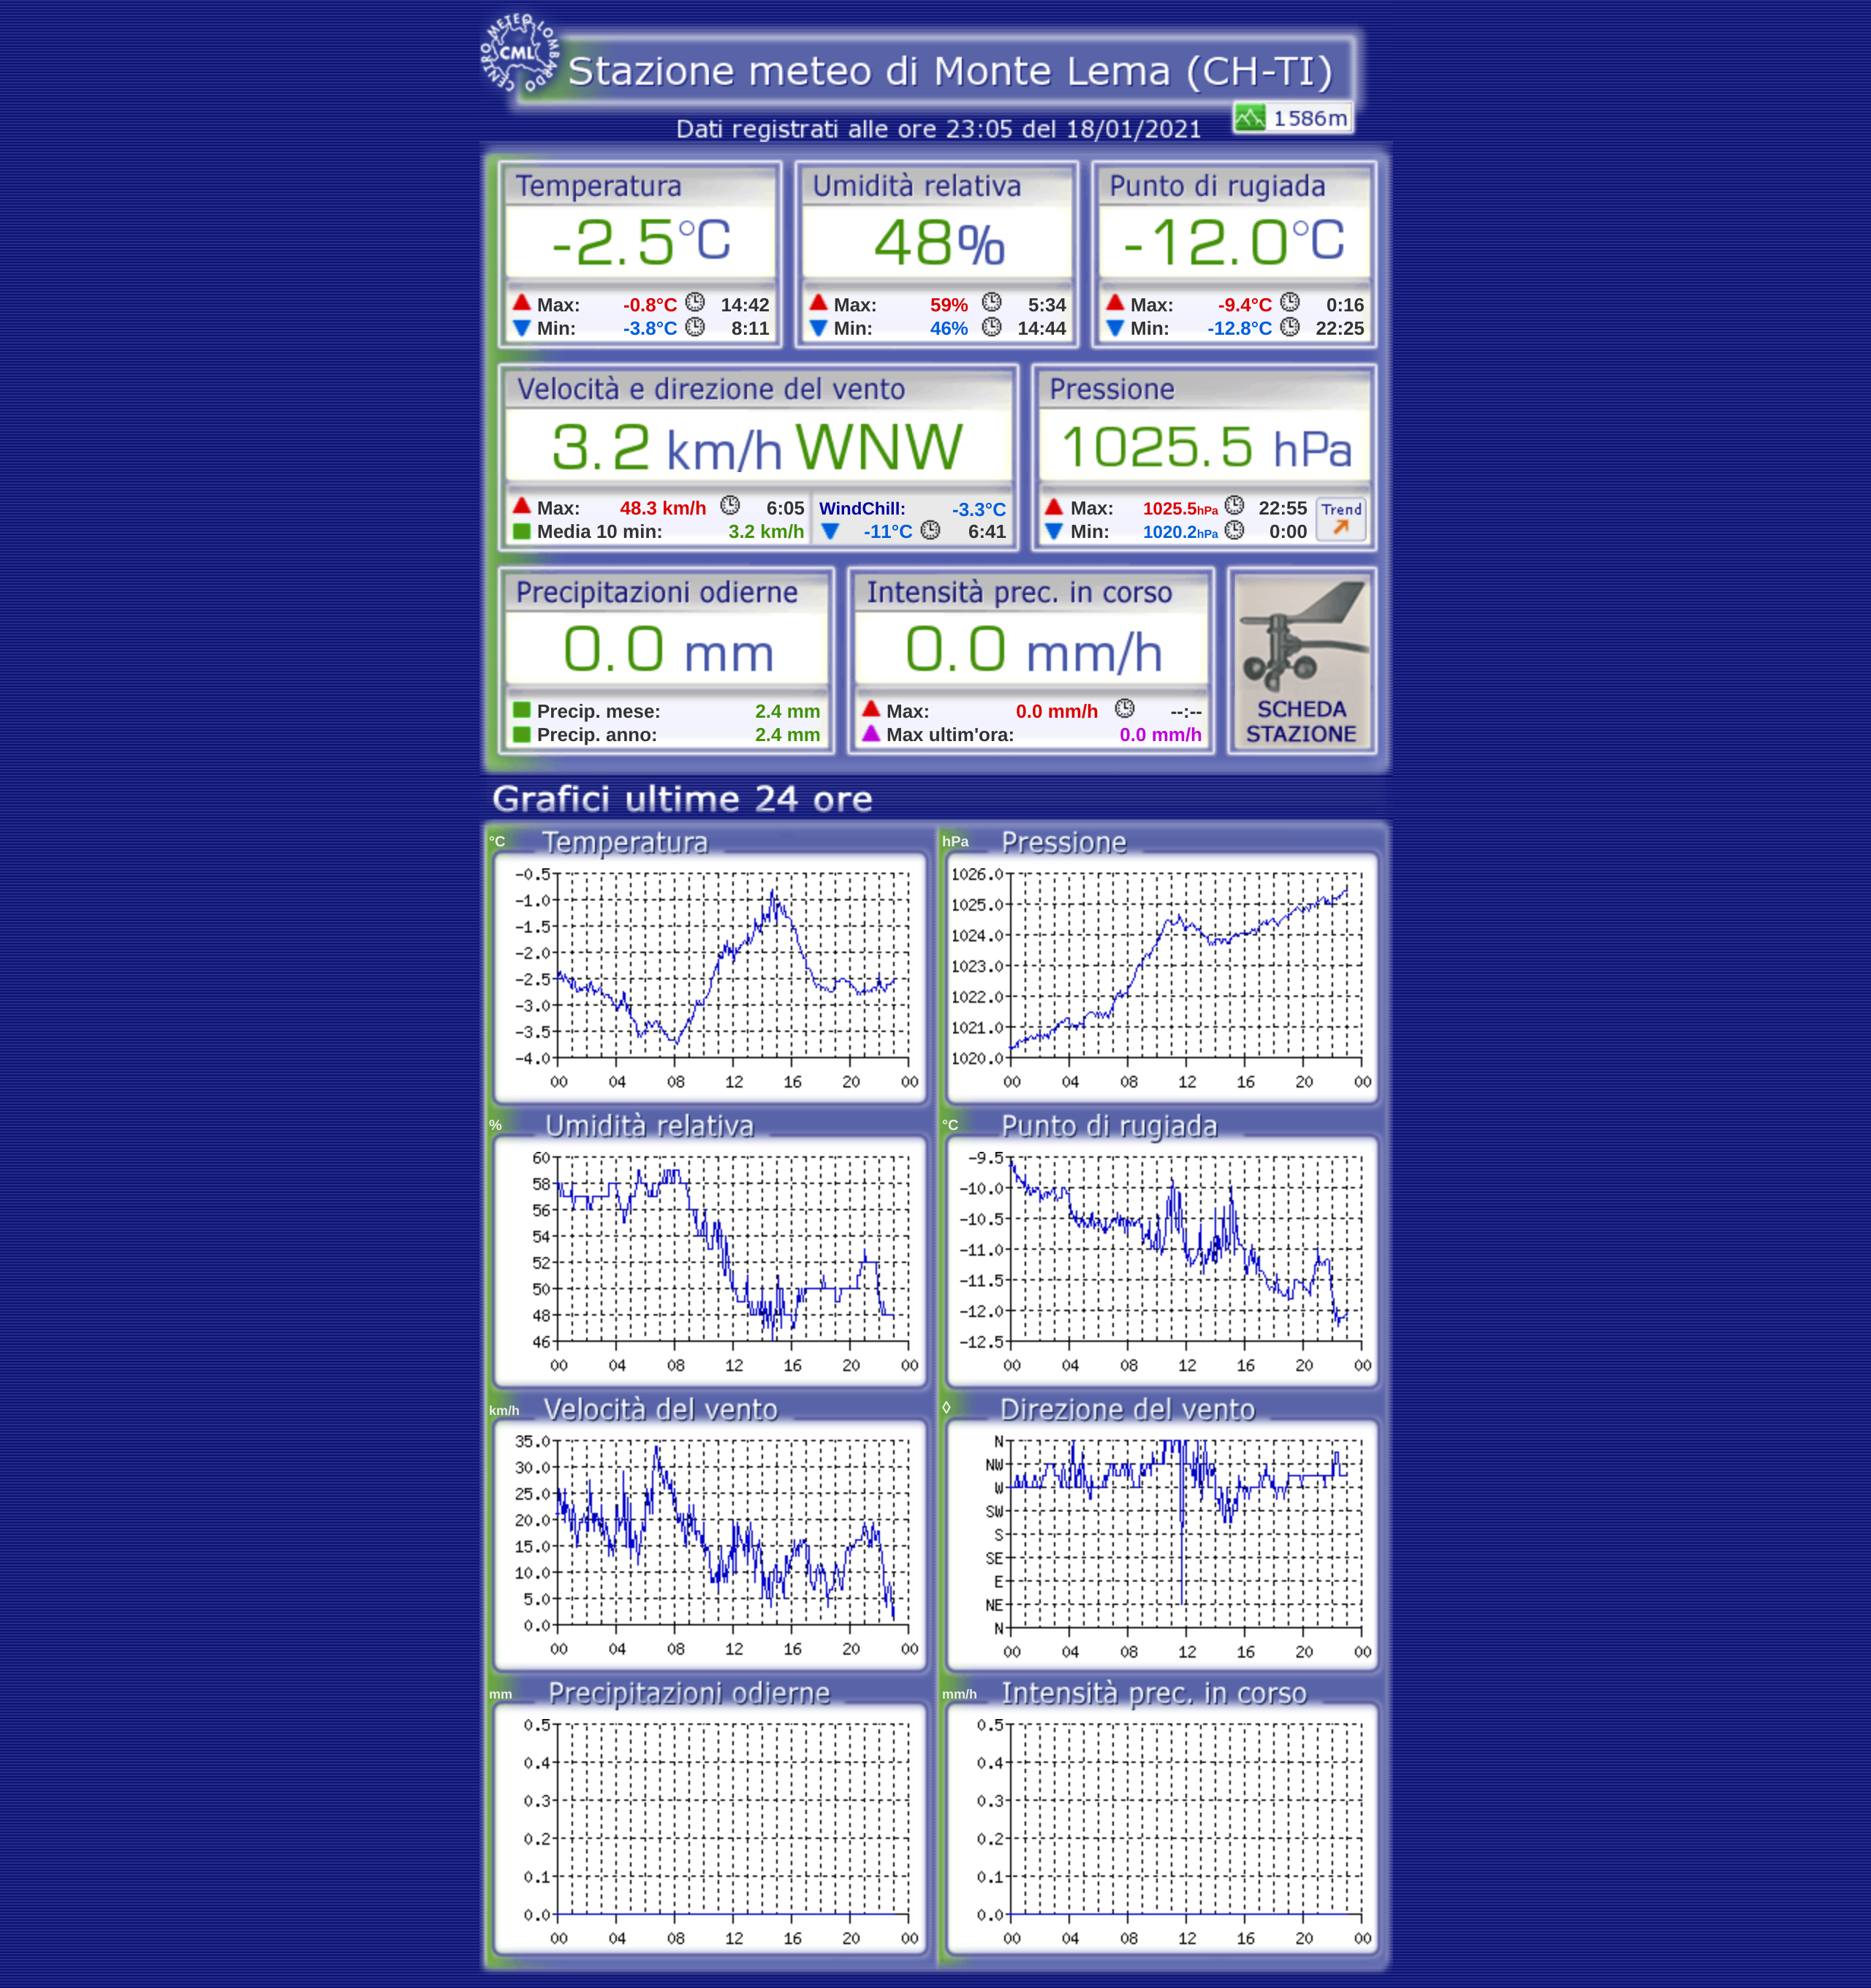 CENTRO METEO LOMBARDO
CML
Stazione meteo di Monte Lema (CH-TI)
1586m
Dati registrati alle ore 23:05 del 18/01/2021
Temperatura
-2.5°C
Max: -0.8°C 14:42
Min: -3.8°C 8:11
Umidità relativa
48%
Max: 59% 5:34
Min: 46% 14:44
Punto di rugiada
-12.0°C
Max: -9.4°C 0:16
Min: -12.8°C 22:25
Velocità e direzione del vento
3.2 km/h WNW
Max: 48.3 km/h 6:05
Media 10 min: 3.2 km/h
WindChill: -3.3°C
-11°C 6:41
Pressione
1025.5 hPa
Max: 1025.5hPa 22:55
Min: 1020.2hPa 0:00
Trend
Precipitazioni odierne
0.0 mm
Precip. mese: 2.4 mm
Precip. anno: 2.4 mm
Intensità prec. in corso
0.0 mm/h
Max: 0.0 mm/h --:--
Max ultim'ora: 0.0 mm/h
SCHEDA
STAZIONE
Grafici ultime 24 ore
°C Temperatura
-0.5
-1.0
-1.5
-2.0
-2.5
-3.0
-3.5
-4.0
00 04 08 12 16 20 00
hPa Pressione
1026.0
1025.0
1024.0
1023.0
1022.0
1021.0
1020.0
00 04 08 12 16 20 00
% Umidità relativa
60
58
56
54
52
50
48
46
00 04 08 12 16 20 00
°C Punto di rugiada
-9.5
-10.0
-10.5
-11.0
-11.5
-12.0
-12.5
00 04 08 12 16 20 00
km/h Velocità del vento
35.0
30.0
25.0
20.0
15.0
10.0
5.0
0.0
00 04 08 12 16 20 00
◊ Direzione del vento
N
NW
W
SW
S
SE
E
NE
N
00 04 08 12 16 20 00
mm Precipitazioni odierne
0.5
0.4
0.3
0.2
0.1
0.0
00 04 08 12 16 20 00
mm/h Intensità prec. in corso
0.5
0.4
0.3
0.2
0.1
0.0
00 04 08 12 16 20 00